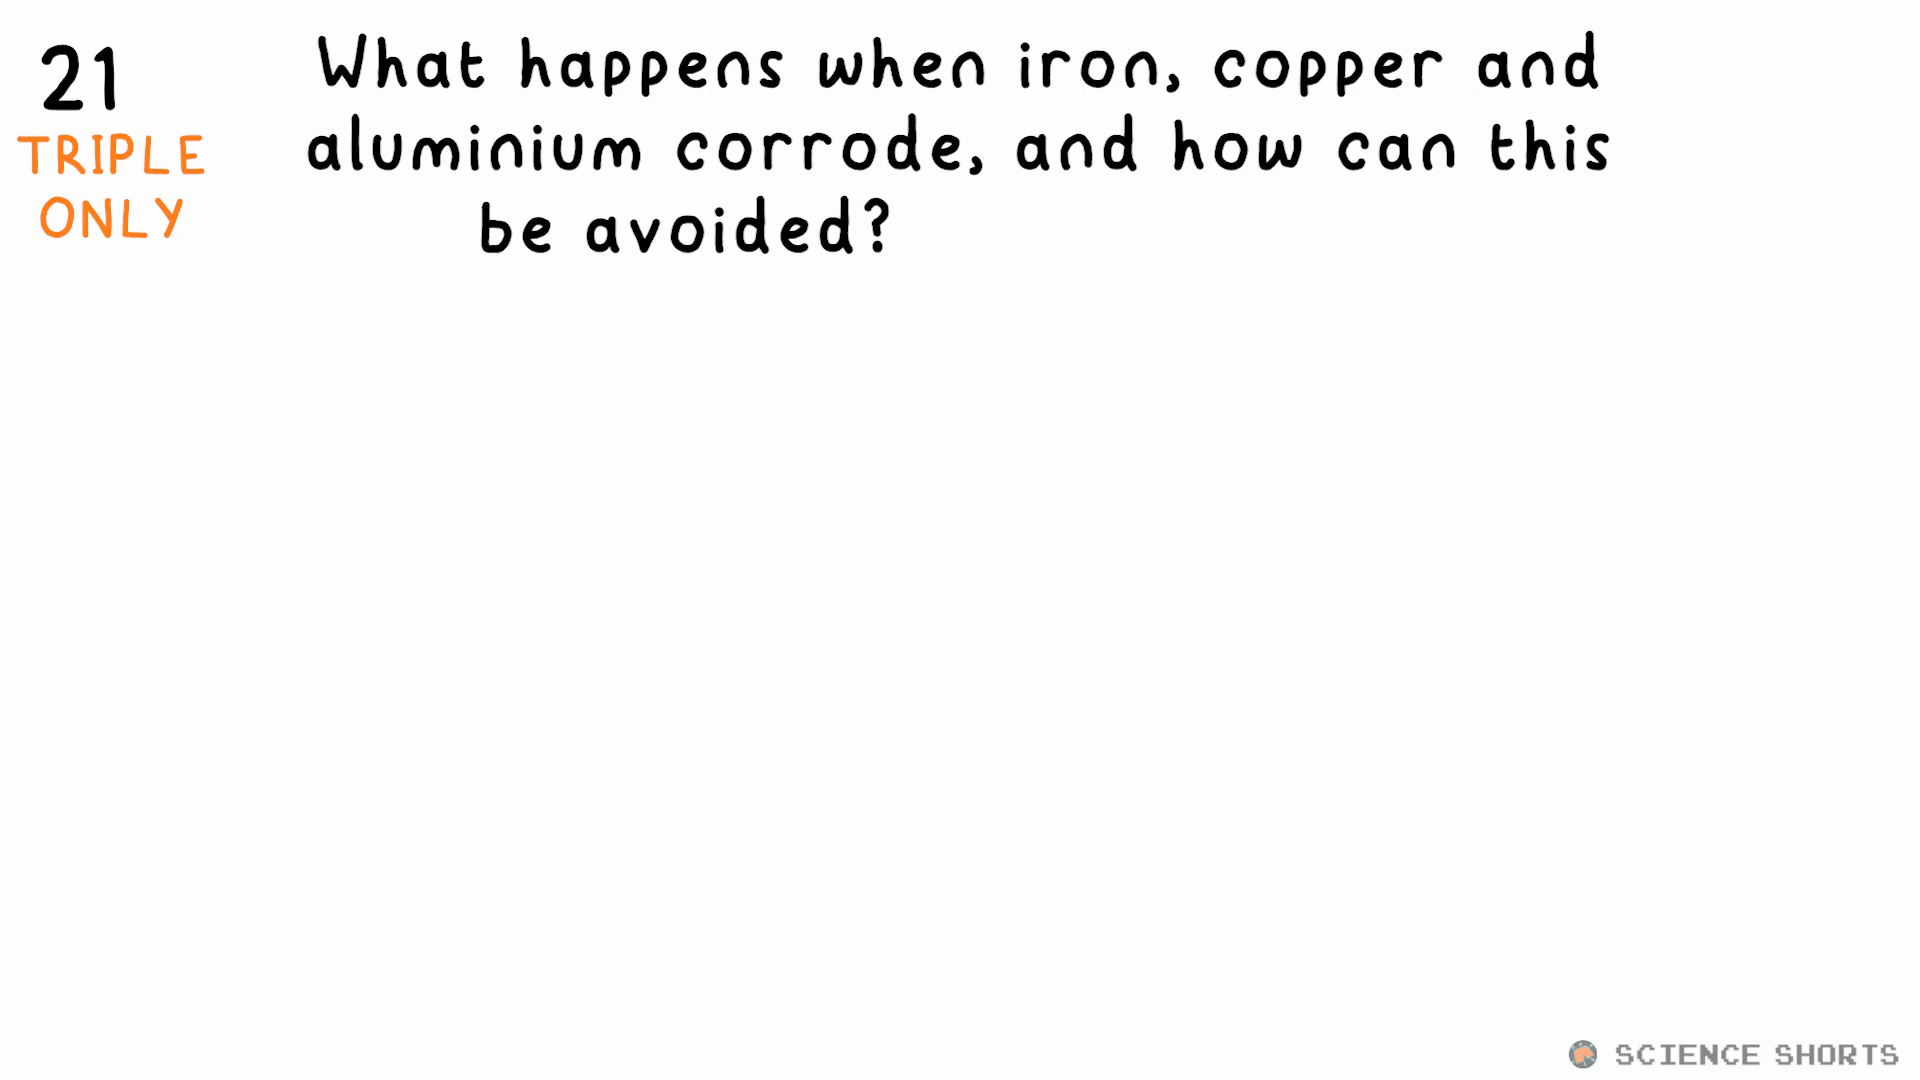 21
TRIPLE
ONLY
What happens when iron, copper and
aluminium corrode, and how can this
be avoided?
SCIENCE SHORTS